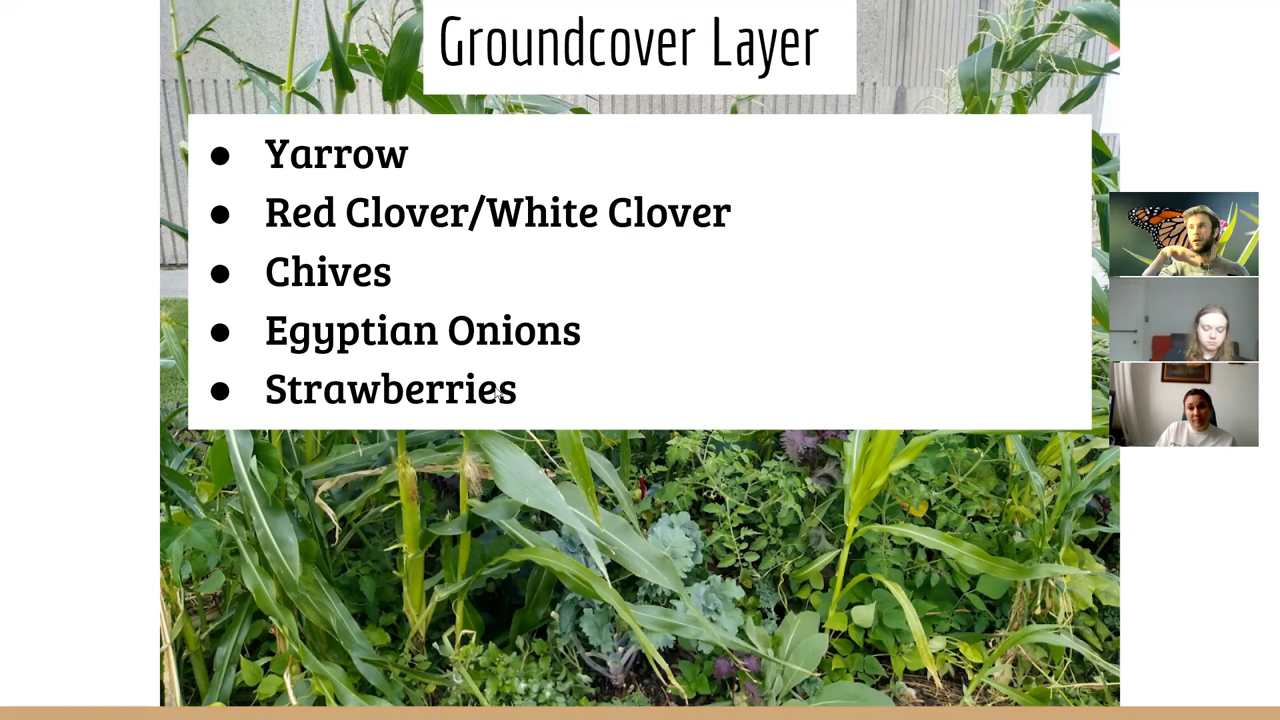 Groundcover Layer
● Yarrow
● Red Clover/White Clover
● Chives
● Egyptian Onions
● Strawberries